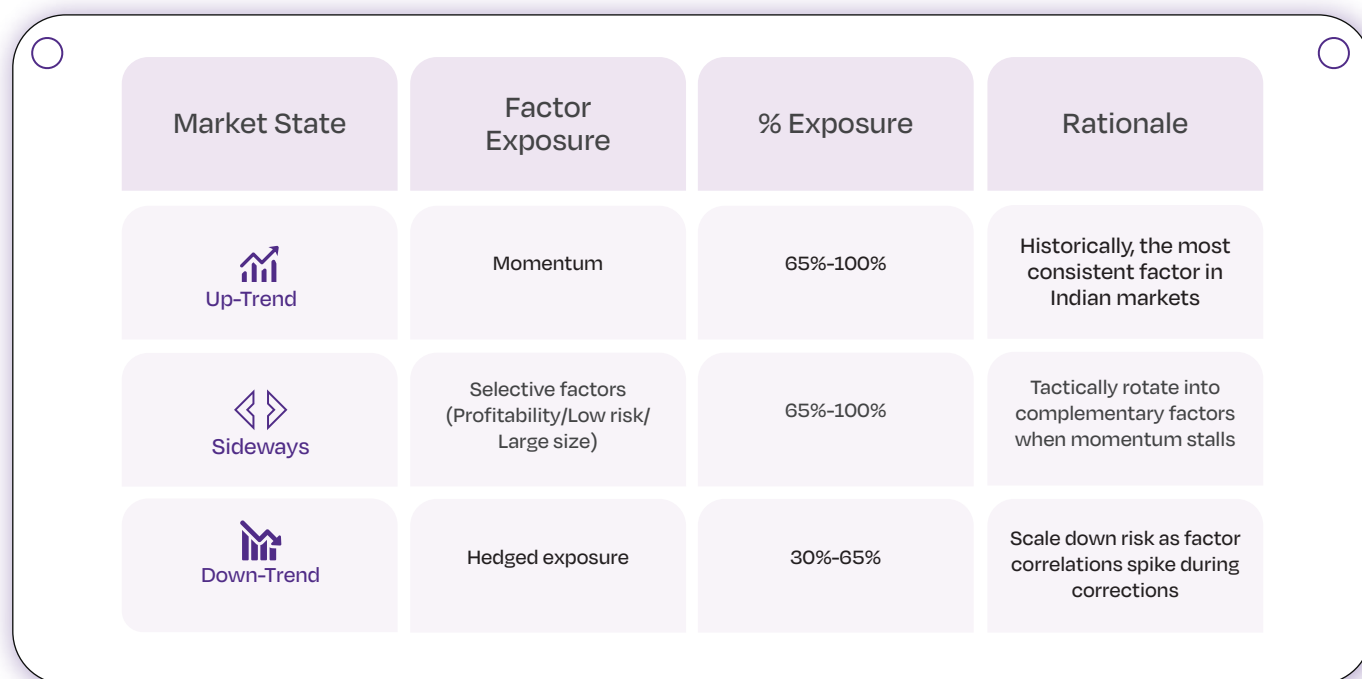 Market State
Factor
Exposure
% Exposure
Rationale
Up-Trend
Momentum
65%-100%
Historically, the most
consistent factor in
Indian markets
Sideways
Selective factors
(Profitability/Low risk/
Large size)
65%-100%
Tactically rotate into
complementary factors
when momentum stalls
Down-Trend
Hedged exposure
30%-65%
Scale down risk as factor
correlations spike during
corrections